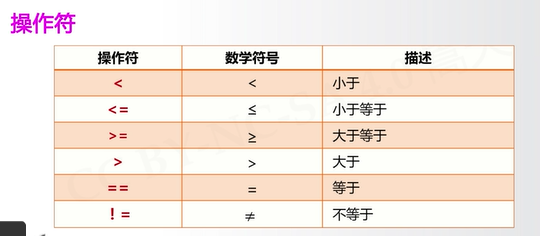 操作符
操作符 数学符号 描述
< < 小于
<= ≤ 小于等于
>= ≥ 大于等于
> > 大于
== = 等于
!= ≠ 不等于